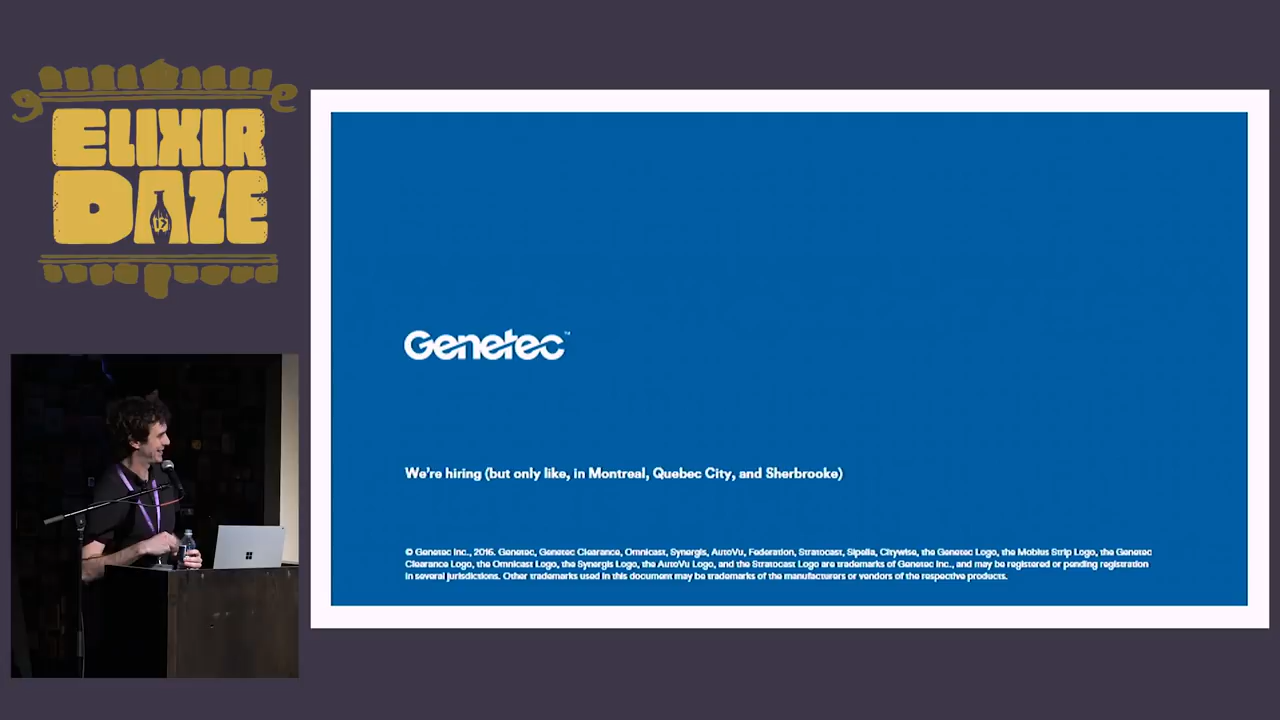 ELIXIR
DAZE
Genetec™
We're hiring (but only like, in Montreal, Quebec City, and Sherbrooke)
© Genetec Inc., 2016. Genetec, Genetec Clearance, Omnicast, Synergis, AutoVu, Federation, Stratocast, Sipelia, Citywise, the Genetec Logo, the Mobius Strip Logo, the Genetec
Clearance Logo, the Omnicast Logo, the Synergis Logo, the AutoVu Logo, and the Stratocast Logo are trademarks of Genetec Inc., and may be registered or pending registration
in several jurisdictions. Other trademarks used in this document may be trademarks of the manufacturers or vendors of the respective products.